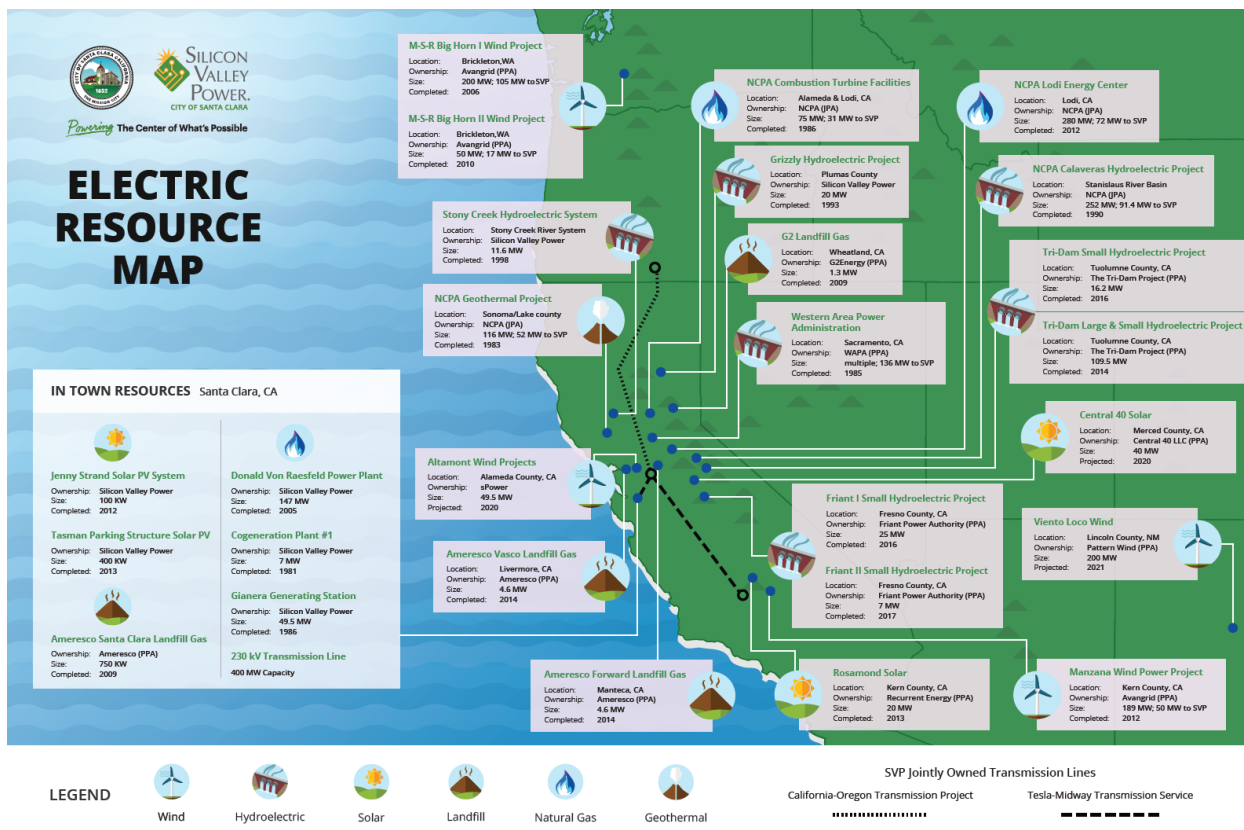 CITY OF SANTA CLARA CALIFORNIA
1852
THE MISSION CITY
SILICON
VALLEY
POWER.
CITY OF SANTA CLARA
Powering The Center of What's Possible
ELECTRIC
RESOURCE
MAP
M-S-R Big Horn I Wind Project
Location: Brickleton,WA
Ownership: Avangrid (PPA)
Size: 200 MW; 105 MW to SVP
Completed: 2006
M-S-R Big Horn II Wind Project
Location: Brickleton,WA
Ownership: Avangrid (PPA)
Size: 50 MW; 17 MW to SVP
Completed: 2010
Stony Creek Hydroelectric System
Location: Stony Creek River System
Ownership: Silicon Valley Power
Size: 11.6 MW
Completed: 1998
NCPA Geothermal Project
Location: Sonoma/Lake county
Ownership: NCPA (JPA)
Size: 116 MW; 52 MW to SVP
Completed: 1983
NCPA Combustion Turbine Facilities
Location: Alameda & Lodi, CA
Ownership: NCPA (JPA)
Size: 75 MW; 31 MW to SVP
Completed: 1986
Grizzly Hydroelectric Project
Location: Plumas County
Ownership: Silicon Valley Power
Size: 20 MW
Completed: 1993
G2 Landfill Gas
Location: Wheatland, CA
Ownership: G2Energy (PPA)
Size: 1.3 MW
Completed: 2009
Western Area Power
Administration
Location: Sacramento, CA
Ownership: WAPA (PPA)
Size: multiple; 136 MW to SVP
Completed: 1985
NCPA Lodi Energy Center
Location: Lodi, CA
Ownership: NCPA (JPA)
Size: 280 MW; 72 MW to SVP
Completed: 2012
NCPA Calaveras Hydroelectric Project
Location: Stanislaus River Basin
Ownership: NCPA (JPA)
Size: 252 MW; 91.4 MW to SVP
Completed: 1990
Tri-Dam Small Hydroelectric Project
Location: Tuolumne County, CA
Ownership: The Tri-Dam Project (PPA)
Size: 16.2 MW
Completed: 2016
Tri-Dam Large & Small Hydroelectric Project
Location: Tuolumne County, CA
Ownership: The Tri-Dam Project (PPA)
Size: 109.5 MW
Completed: 2014
Central 40 Solar
Location: Merced County, CA
Ownership: Central 40 LLC (PPA)
Size: 40 MW
Projected: 2020
IN TOWN RESOURCES Santa Clara, CA
Jenny Strand Solar PV System
Ownership: Silicon Valley Power
Size: 100 KW
Completed: 2012
Tasman Parking Structure Solar PV
Ownership: Silicon Valley Power
Size: 400 KW
Completed: 2013
Ameresco Santa Clara Landfill Gas
Ownership: Ameresco (PPA)
Size: 750 KW
Completed: 2009
Donald Von Raesfeld Power Plant
Ownership: Silicon Valley Power
Size: 147 MW
Completed: 2005
Cogeneration Plant #1
Ownership: Silicon Valley Power
Size: 7 MW
Completed: 1981
Gianera Generating Station
Ownership: Silicon Valley Power
Size: 49.5 MW
Completed: 1986
230 kV Transmission Line
400 MW Capacity
Altamont Wind Projects
Location: Alameda County, CA
Ownership: sPower
Size: 49.5 MW
Projected: 2020
Ameresco Vasco Landfill Gas
Location: Livermore, CA
Ownership: Ameresco (PPA)
Size: 4.6 MW
Completed: 2014
Ameresco Forward Landfill Gas
Location: Manteca, CA
Ownership: Ameresco (PPA)
Size: 4.6 MW
Completed: 2014
Friant I Small Hydroelectric Project
Location: Fresno County, CA
Ownership: Friant Power Authority (PPA)
Size: 25 MW
Completed: 2016
Friant II Small Hydroelectric Project
Location: Fresno County, CA
Ownership: Friant Power Authority (PPA)
Size: 7 MW
Completed: 2017
Viento Loco Wind
Location: Lincoln County, NM
Ownership: Pattern Wind (PPA)
Size: 200 MW
Projected: 2021
Rosamond Solar
Location: Kern County, CA
Ownership: Recurrent Energy (PPA)
Size: 20 MW
Completed: 2013
Manzana Wind Power Project
Location: Kern County, CA
Ownership: Avangrid (PPA)
Size: 189 MW; 50 MW to SVP
Completed: 2012
LEGEND
Wind
Hydroelectric
Solar
Landfill
Natural Gas
Geothermal
SVP Jointly Owned Transmission Lines
California-Oregon Transmission Project
Tesla-Midway Transmission Service